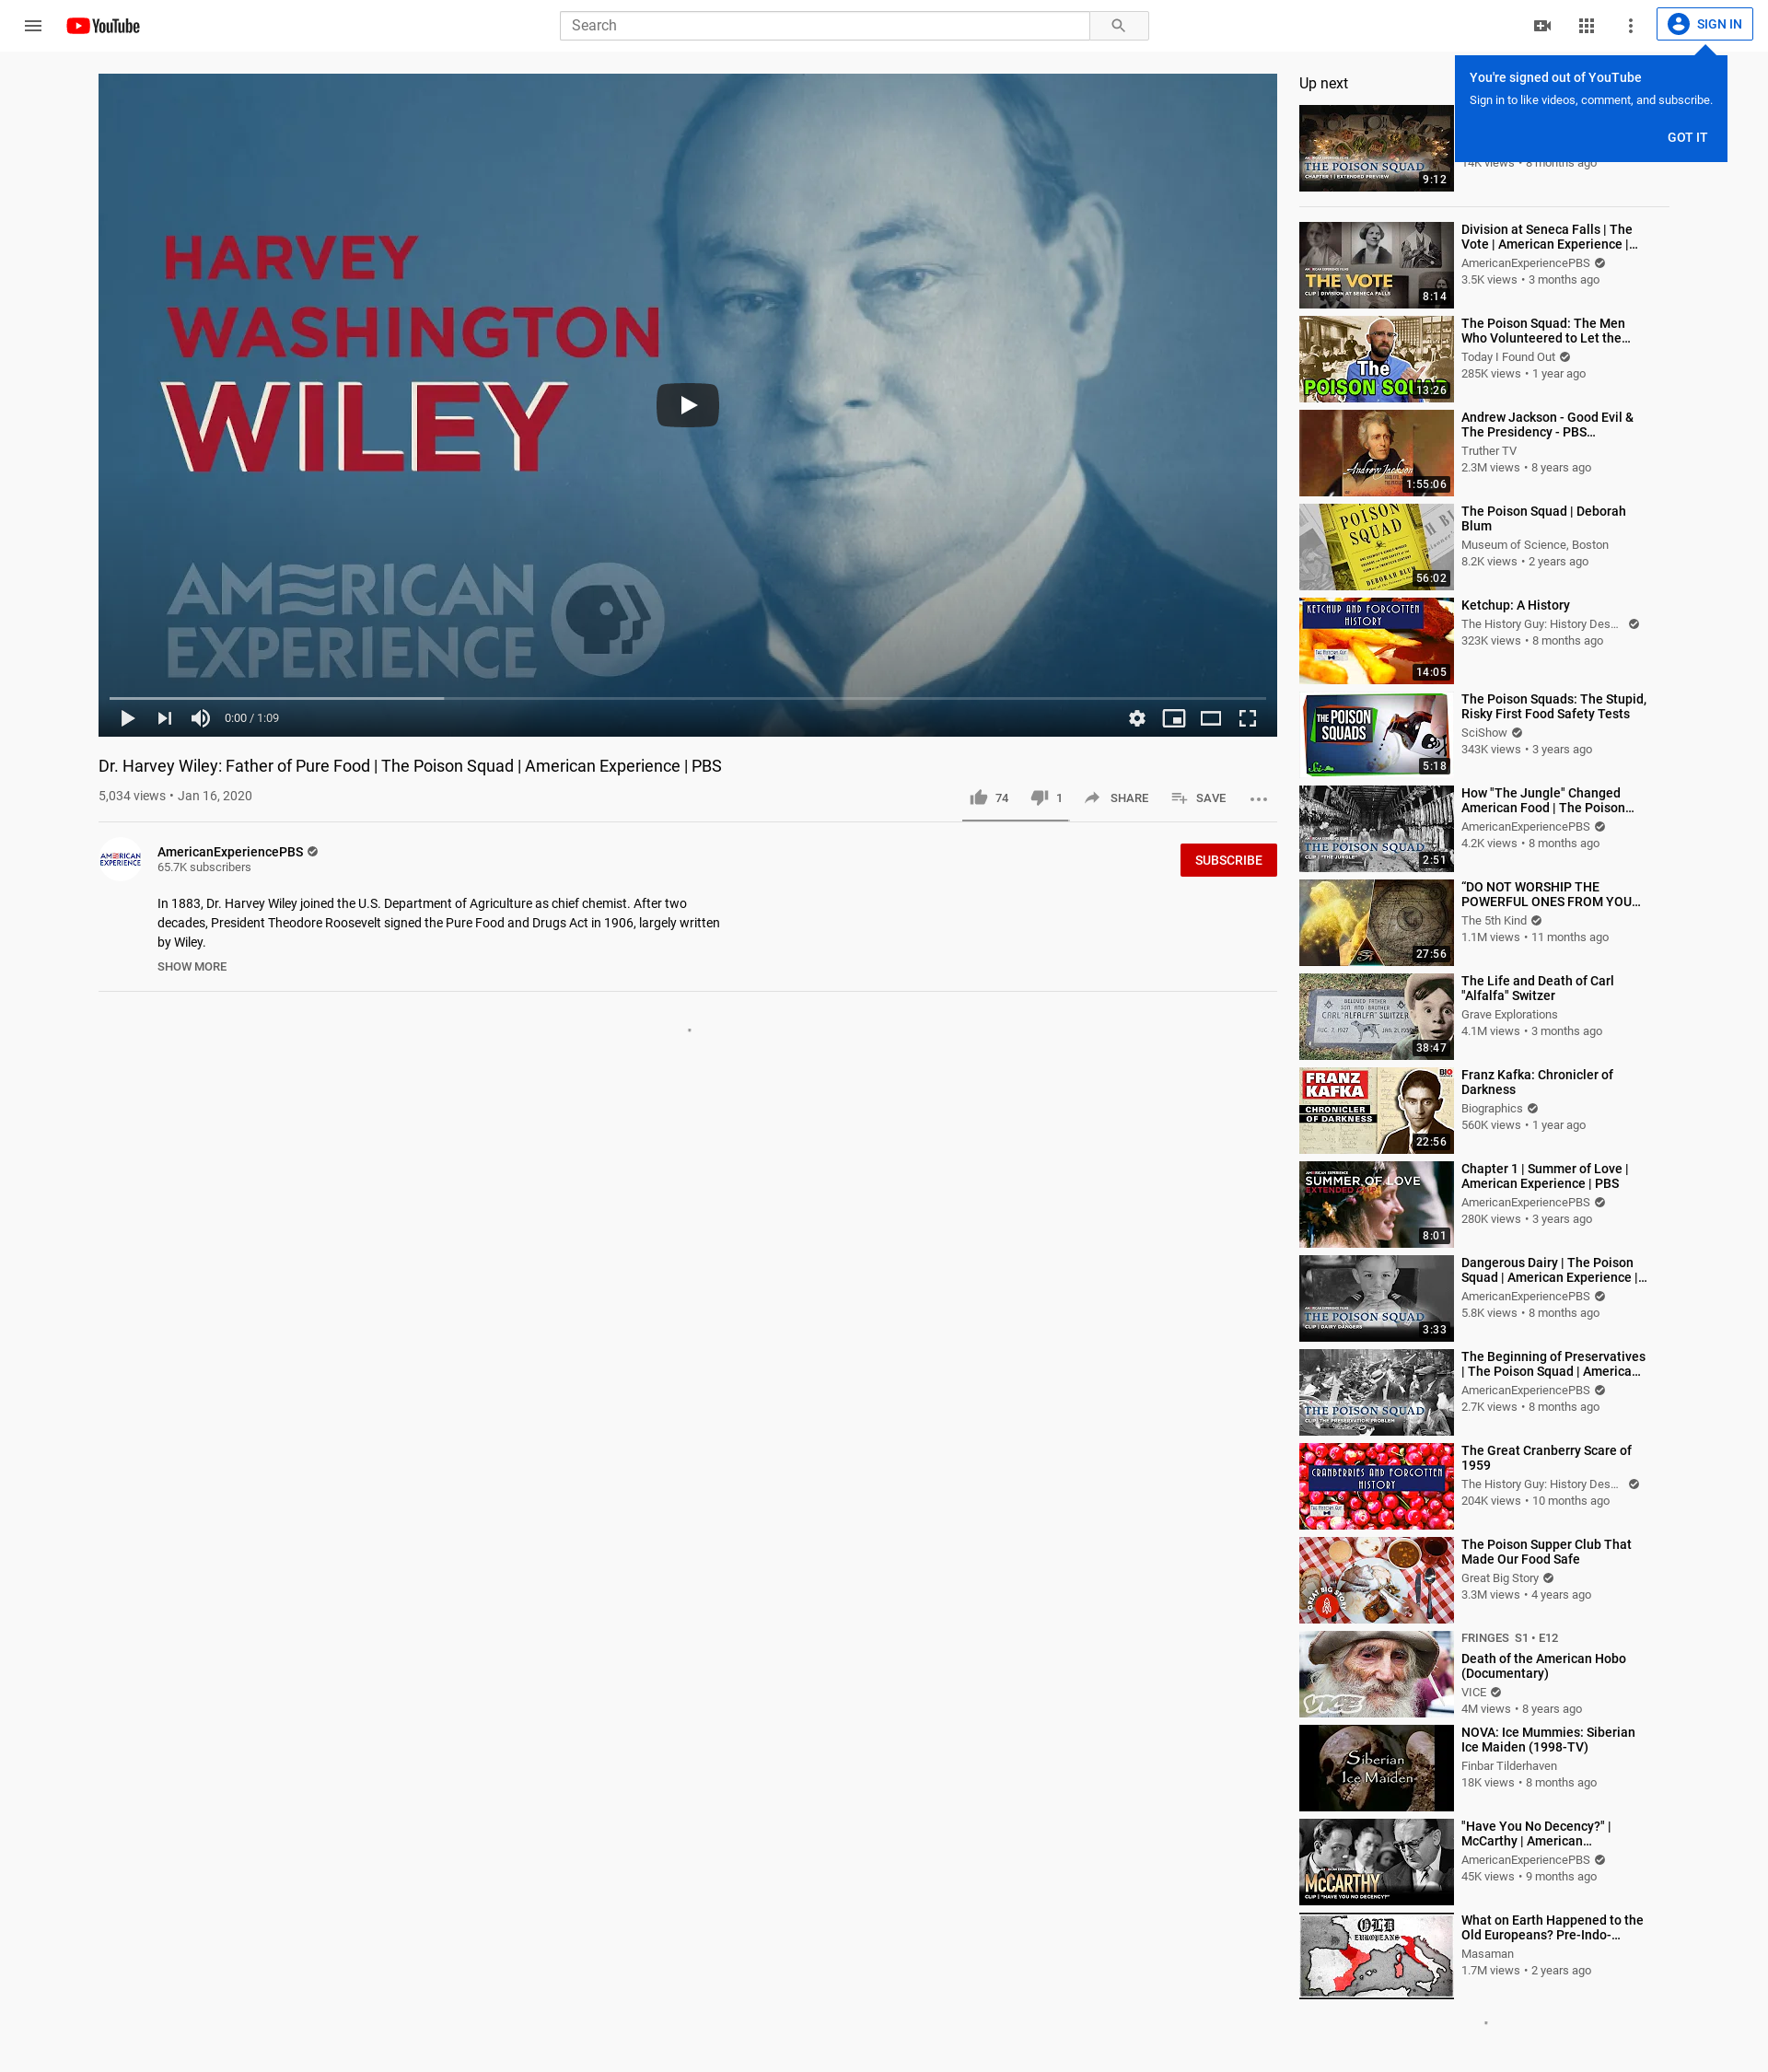 YouTube
Search
SIGN IN
You're signed out of YouTube
Sign in to like videos, comment, and subscribe.
GOT IT
HARVEY
WASHINGTON
WILEY
AMERICAN
EXPERIENCE
0:00 / 1:09
Dr. Harvey Wiley: Father of Pure Food | The Poison Squad | American Experience | PBS
5,034 views • Jan 16, 2020
74
1
SHARE
SAVE
AMERICAN
EXPERIENCE
AmericanExperiencePBS
65.7K subscribers
SUBSCRIBE
In 1883, Dr. Harvey Wiley joined the U.S. Department of Agriculture as chief chemist. After two
decades, President Theodore Roosevelt signed the Pure Food and Drugs Act in 1906, largely written
by Wiley.
SHOW MORE
Up next
THE POISON SQUAD
CHAPTER 1 | EXTENDED PREVIEW
9:12
14K views • 8 months ago
THE VOTE
CLIP | DIVISION AT SENECA FALLS
8:14
Division at Seneca Falls | The
Vote | American Experience |…
AmericanExperiencePBS
3.5K views • 3 months ago
The
POISON SQUAD
13:26
The Poison Squad: The Men
Who Volunteered to Let the…
Today I Found Out
285K views • 1 year ago
Andrew Jackson
1:55:06
Andrew Jackson - Good Evil &
The Presidency - PBS…
Truther TV
2.3M views • 8 years ago
POISON
SQUAD
DEBORAH BLUM
56:02
The Poison Squad | Deborah
Blum
Museum of Science, Boston
8.2K views • 2 years ago
KETCHUP AND FORGOTTEN
HISTORY
14:05
Ketchup: A History
The History Guy: History Des…
323K views • 8 months ago
THE POISON
SQUADS
Sci
5:18
The Poison Squads: The Stupid,
Risky First Food Safety Tests
SciShow
343K views • 3 years ago
THE POISON SQUAD
CLIP | "THE JUNGLE"
2:51
How "The Jungle" Changed
American Food | The Poison…
AmericanExperiencePBS
4.2K views • 8 months ago
27:56
“DO NOT WORSHIP THE
POWERFUL ONES FROM YOU…
The 5th Kind
1.1M views • 11 months ago
BELOVED FATHER
SON AND BROTHER
CARL "ALFALFA" SWITZER
AUG. 7, 1927
JAN. 21, 1959
38:47
The Life and Death of Carl
"Alfalfa" Switzer
Grave Explorations
4.1M views • 3 months ago
FRANZ
KAFKA
CHRONICLER
OF DARKNESS
BIO
22:56
Franz Kafka: Chronicler of
Darkness
Biographics
560K views • 1 year ago
AMERICAN EXPERIENCE
SUMMER OF LOVE
EXTENDED CLIP
8:01
Chapter 1 | Summer of Love |
American Experience | PBS
AmericanExperiencePBS
280K views • 3 years ago
THE POISON SQUAD
CLIP | DAIRY DANGERS
3:33
Dangerous Dairy | The Poison
Squad | American Experience |…
AmericanExperiencePBS
5.8K views • 8 months ago
THE POISON SQUAD
CLIP | THE PRESERVATION PROBLEM
The Beginning of Preservatives
| The Poison Squad | America…
AmericanExperiencePBS
2.7K views • 8 months ago
CRANBERRIES AND FORGOTTEN
HISTORY
The Great Cranberry Scare of
1959
The History Guy: History Des…
204K views • 10 months ago
GREAT BIG STORY
The Poison Supper Club That
Made Our Food Safe
Great Big Story
3.3M views • 4 years ago
VICE
FRINGES S1 • E12
Death of the American Hobo
(Documentary)
VICE
4M views • 8 years ago
Siberian
Ice Maiden
NOVA: Ice Mummies: Siberian
Ice Maiden (1998-TV)
Finbar Tilderhaven
18K views • 8 months ago
McCARTHY
CLIP | "HAVE YOU NO DECENCY?"
"Have You No Decency?" |
McCarthy | American…
AmericanExperiencePBS
45K views • 9 months ago
OLD
EUROPEANS
What on Earth Happened to the
Old Europeans? Pre-Indo-…
Masaman
1.7M views • 2 years ago